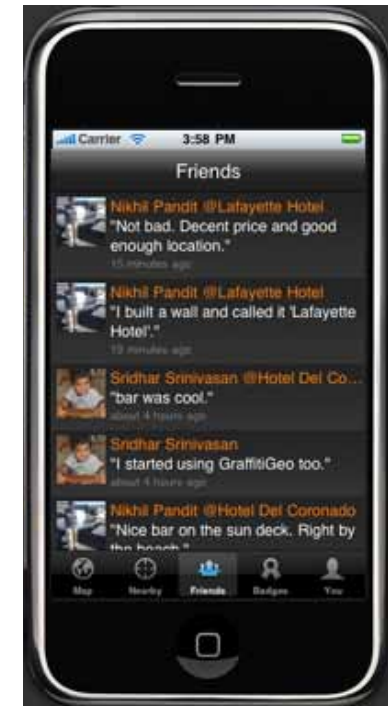 Carrier 3:58 PM
Friends
Nikhil Pandit @Lafayette Hotel
"Not bad. Decent price and good
enough location."
15 minutes ago
Nikhil Pandit @Lafayette Hotel
"I built a wall and called it 'Lafayette
Hotel'."
19 minutes ago
Sridhar Srinivasan @Hotel Del Co...
"bar was cool."
about 4 hours ago
Sridhar Srinivasan
"I started using GraffitiGeo too."
about 4 hours ago
Nikhil Pandit @Hotel Del Coronado
"Nice bar on the sun deck. Right by
the beach."
Map Nearby Friends Badges You